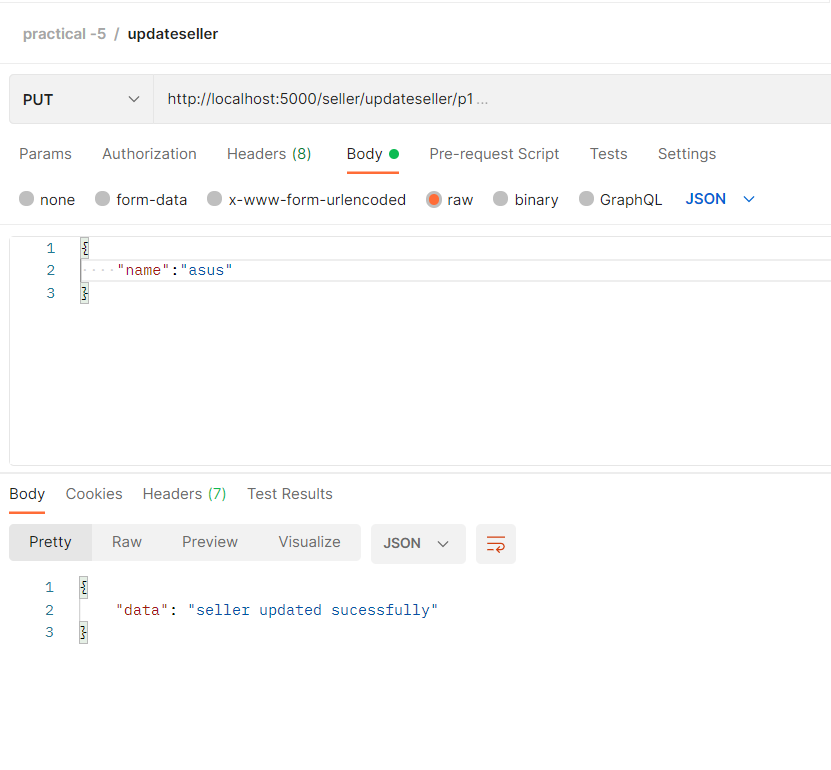 practical -5 / updateseller
PUT http://localhost:5000/seller/updateseller/p1...
Params Authorization Headers (8) Body Pre-request Script Tests Settings
none form-data x-www-form-urlencoded raw binary GraphQL JSON
1 {
2 ····"name":"asus"
3 }
Body Cookies Headers (7) Test Results
Pretty Raw Preview Visualize JSON
1 {
2 "data": "seller updated sucessfully"
3 }